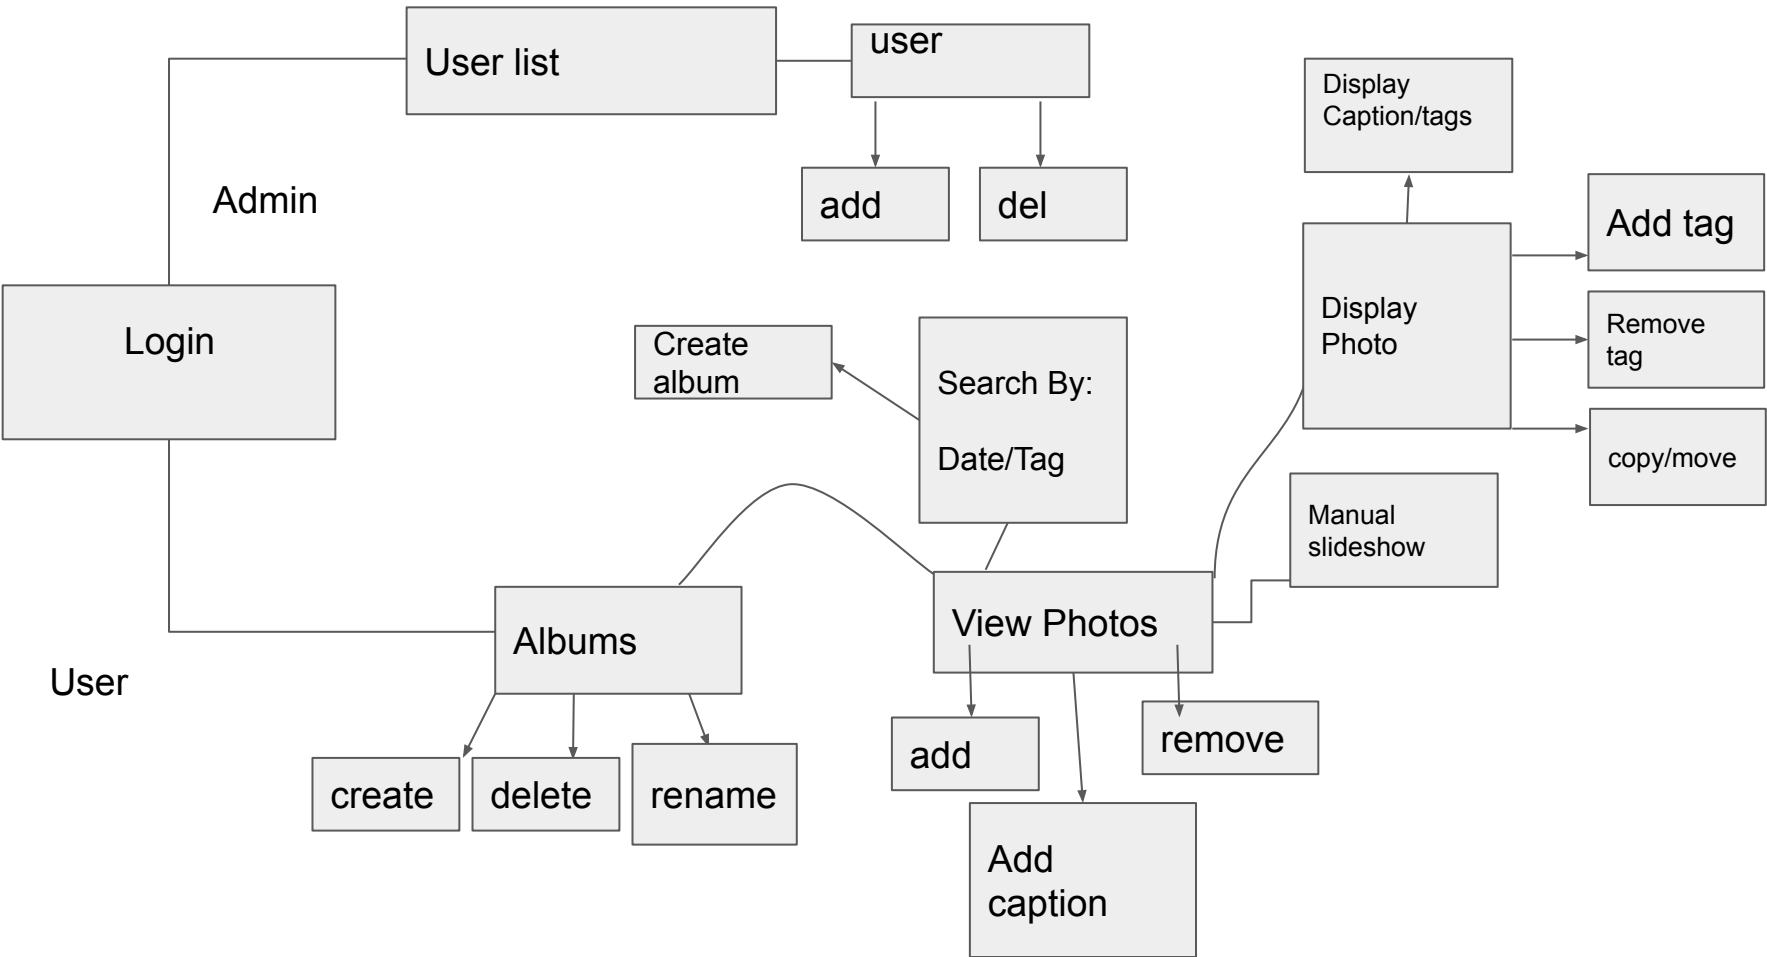 User list
user
Display
Caption/tags
Admin
add
del
Add tag
Login
Create
album
Search By:
Date/Tag
Display
Photo
Remove
tag
copy/move
Manual
slideshow
Albums
View Photos
User
create
delete
rename
add
remove
Add
caption